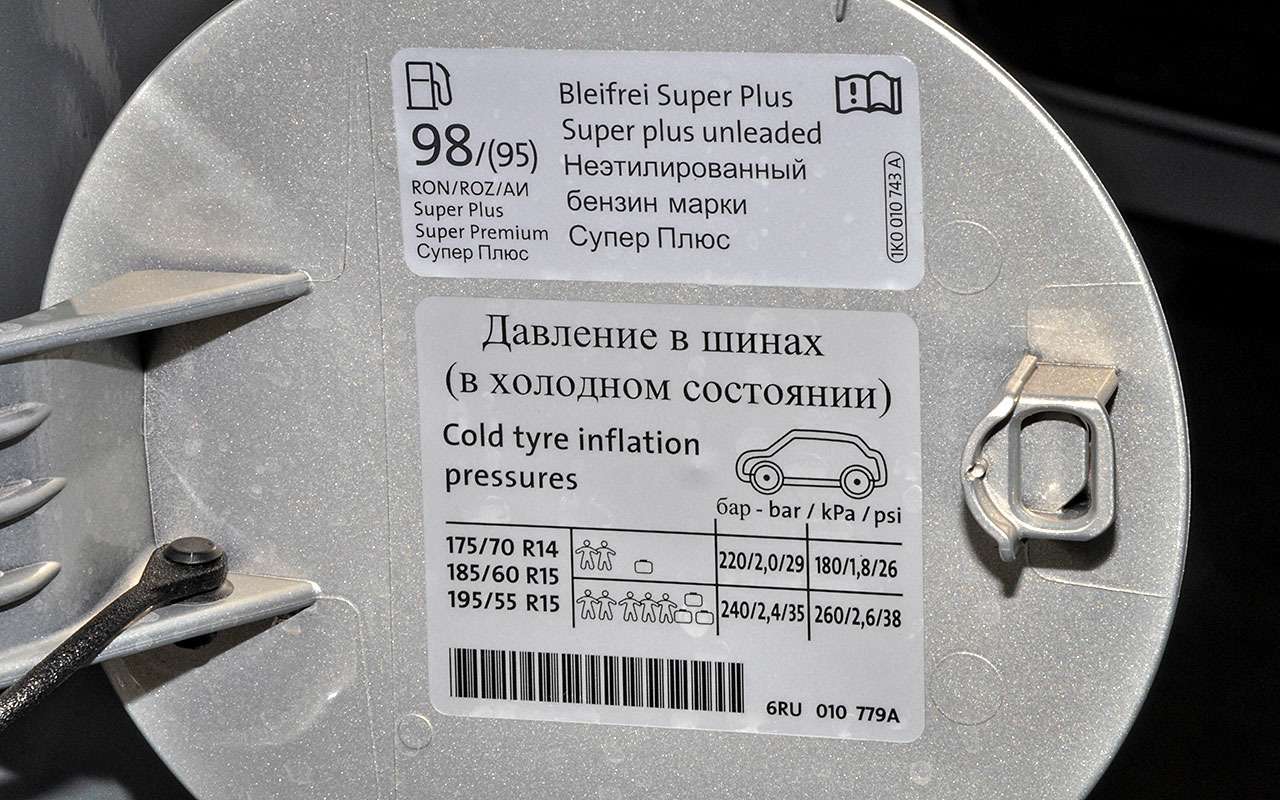 98/(95)
RON/ROZ/АИ
Super Plus
Super Premium
Супер Плюс
Bleifrei Super Plus
Super plus unleaded
Неэтилированный
бензин марки
Супер Плюс
1K0 010 743 A
Давление в шинах
(в холодном состоянии)
Cold tyre inflation
pressures
бар - bar / kPa / psi
175/70 R14
185/60 R15
195/55 R15
220/2,0/29 180/1,8/26
240/2,4/35 260/2,6/38
6RU 010 779A